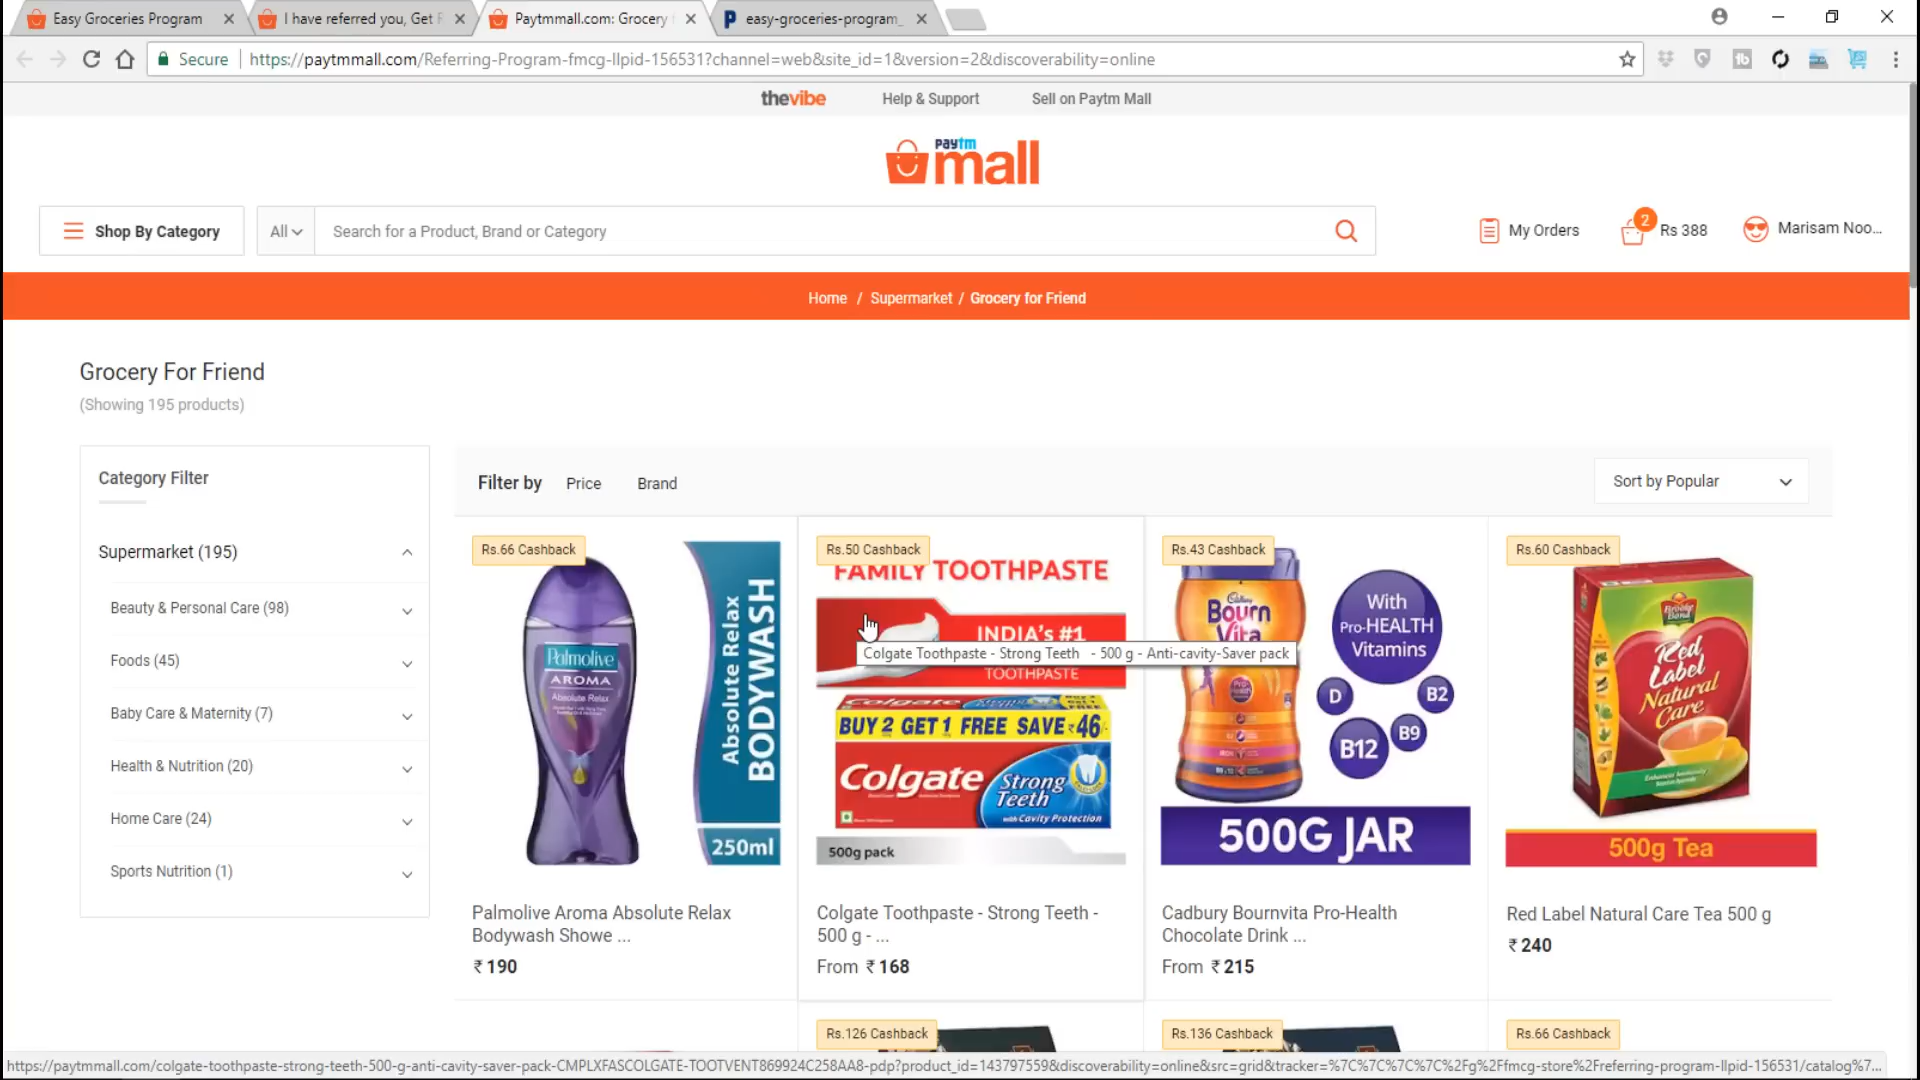 Easy Groceries Program
I have referred you, Get R
Paytmmall.com: Grocery f
easy-groceries-program_
Secure
https://paytmmall.com/Referring-Program-fmcg-llpid-156531?channel=web&site_id=1&version=2&discoverability=online
thevibe
Help & Support
Sell on Paytm Mall
paytm
mall
Shop By Category
All
Search for a Product, Brand or Category
My Orders
2
Rs 388
Marisam Noo...
Home / Supermarket / Grocery for Friend
Grocery For Friend
(Showing 195 products)
Category Filter
Supermarket (195)
Beauty & Personal Care (98)
Foods (45)
Baby Care & Maternity (7)
Health & Nutrition (20)
Home Care (24)
Sports Nutrition (1)
Filter by Price Brand
Sort by Popular
Rs.66 Cashback
Palmolive
AROMA
Absolute Relax
Absolute Relax
BODYWASH
250ml
Palmolive Aroma Absolute Relax
Bodywash Showe ...
₹ 190
Rs.50 Cashback
FAMILY TOOTHPASTE
INDIA's #1
Colgate Toothpaste - Strong Teeth - 500 g - Anti-cavity-Saver pack
TOOTHPASTE
BUY 2 GET 1 FREE SAVE ₹46/-
Colgate
Strong
Teeth
with Cavity Protection
500g pack
Colgate Toothpaste - Strong Teeth -
500 g - ...
From ₹ 168
Rs.43 Cashback
Cadbury
Bourn
Vita
With
Pro-HEALTH
Vitamins
D
B2
B12
B9
500G JAR
Cadbury Bournvita Pro-Health
Chocolate Drink ...
From ₹ 215
Rs.60 Cashback
Brooke
Bond
Red
Label
Natural
Care
500g Tea
Red Label Natural Care Tea 500 g
₹ 240
Rs.126 Cashback
Rs.136 Cashback
Rs.66 Cashback
https://paytmmall.com/colgate-toothpaste-strong-teeth-500-g-anti-cavity-saver-pack-CMPLXFASCOLGATE-TOOTVENT869924C258AA8-pdp?product_id=143797559&discoverability=online&src=grid&tracker=%7C%7C%7C%7C%2Fg%2Ffmcg-store%2Freferring-program-llpid-156531/catalog%7...